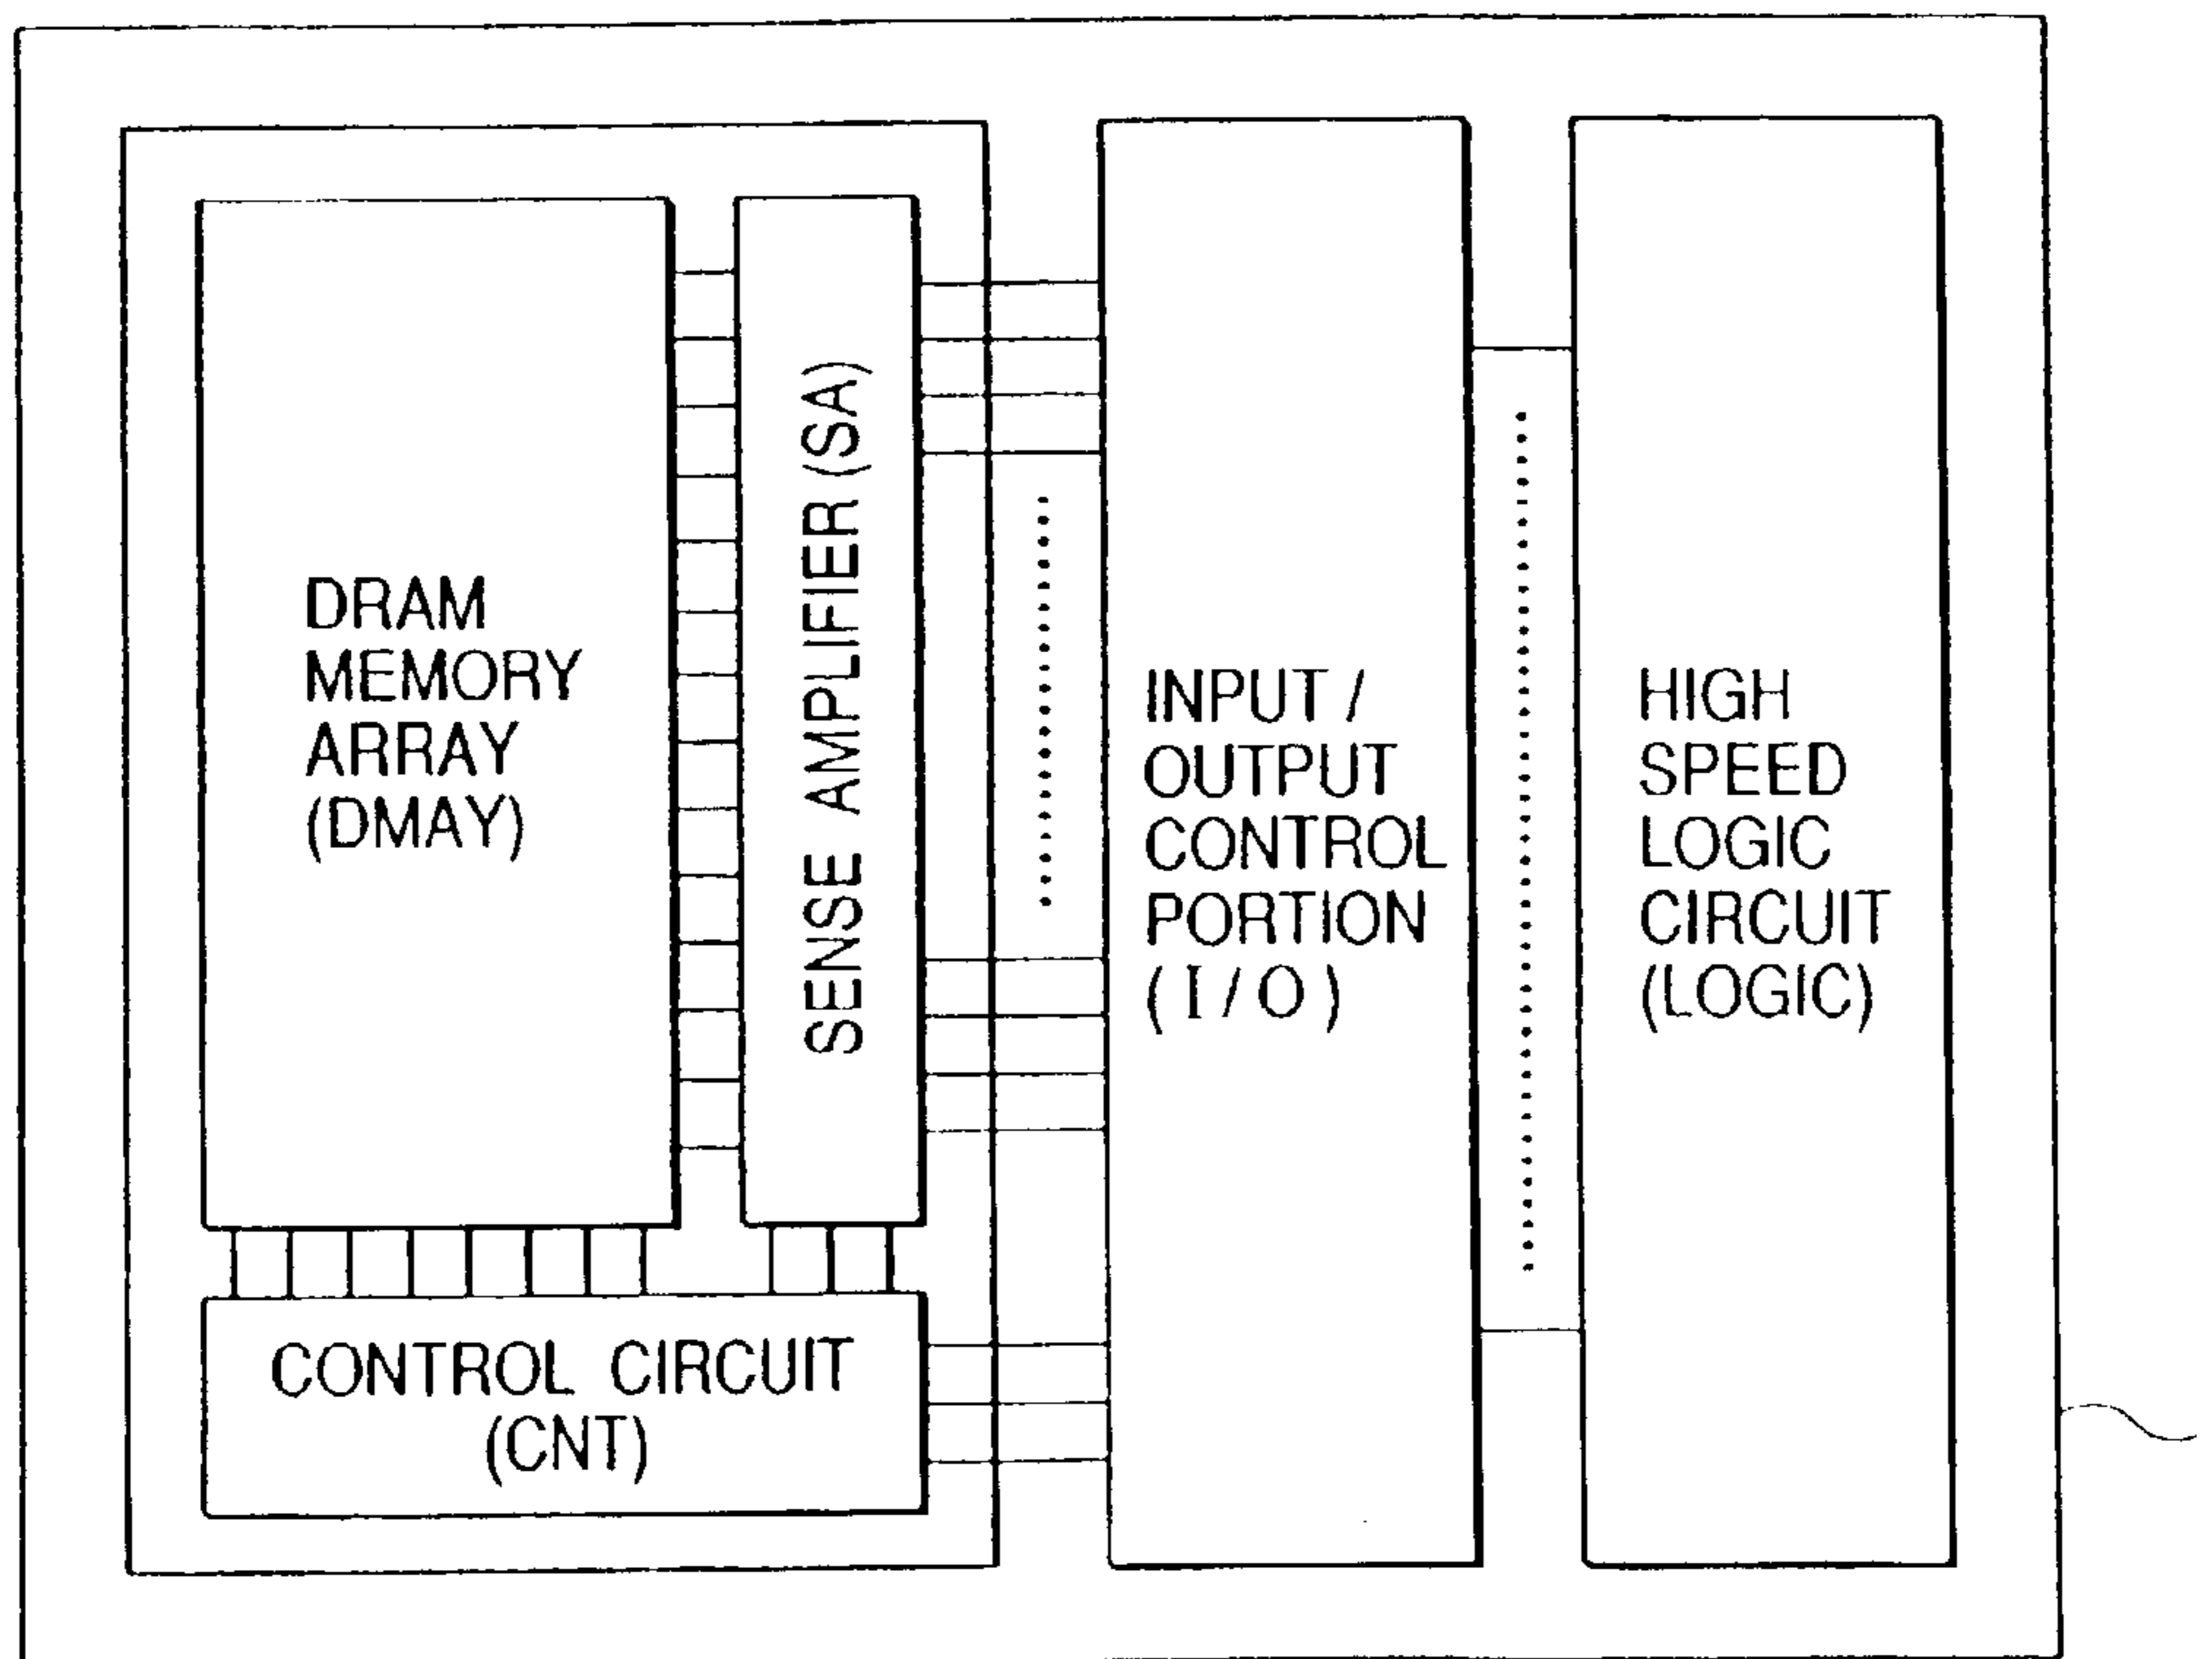 DRAM
MEMORY
ARRAY
(DMAY)
SENSE AMPLIFIER (SA)
INPUT /
OUTPUT
CONTROL
PORTION
( I / O )
HIGH
SPEED
LOGIC
CIRCUIT
(LOGIC)
CONTROL CIRCUIT
(CNT)